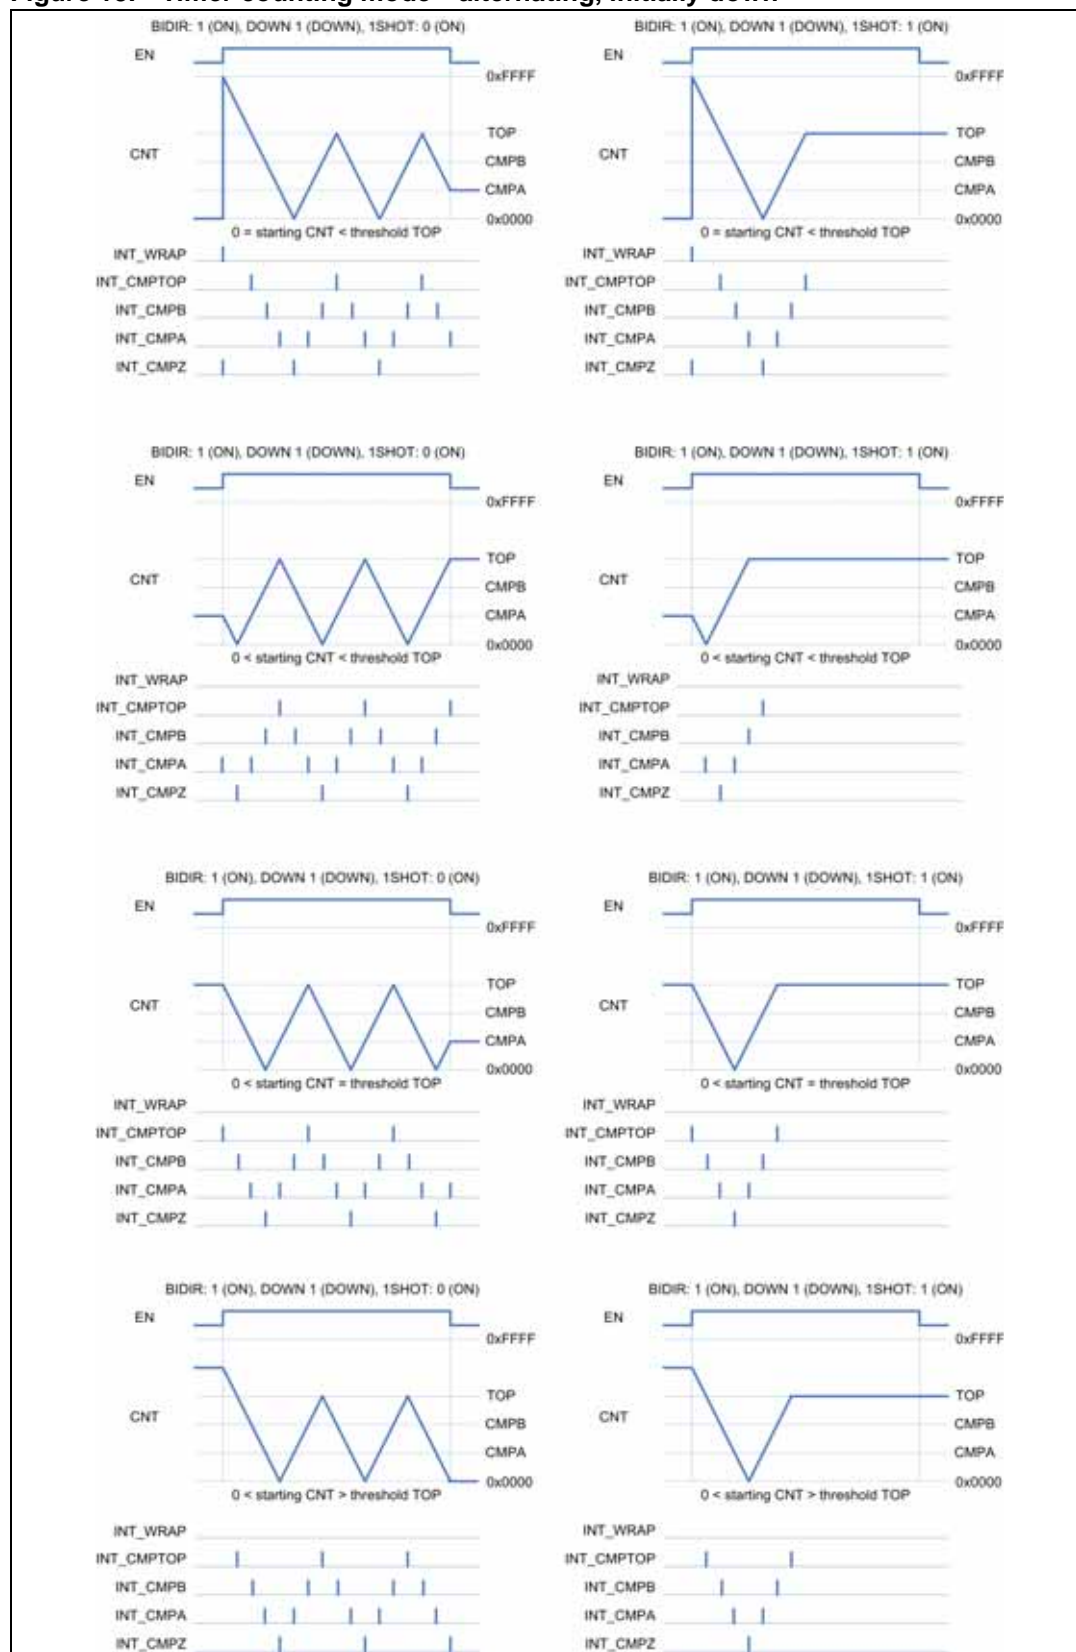 BIDIR: 1 (ON), DOWN 1 (DOWN), 1SHOT: 0 (ON)
EN
0xFFFF
TOP
CNT
CMPB
CMPA
0x0000
0 = starting CNT < threshold TOP
INT_WRAP
INT_CMPTOP
INT_CMPB
INT_CMPA
INT_CMPZ
BIDIR: 1 (ON), DOWN 1 (DOWN), 1SHOT: 1 (ON)
EN
0xFFFF
TOP
CNT
CMPB
CMPA
0x0000
0 = starting CNT < threshold TOP
INT_WRAP
INT_CMPTOP
INT_CMPB
INT_CMPA
INT_CMPZ
BIDIR: 1 (ON), DOWN 1 (DOWN), 1SHOT: 0 (ON)
EN
0xFFFF
TOP
CNT
CMPB
CMPA
0x0000
0 < starting CNT < threshold TOP
INT_WRAP
INT_CMPTOP
INT_CMPB
INT_CMPA
INT_CMPZ
BIDIR: 1 (ON), DOWN 1 (DOWN), 1SHOT: 1 (ON)
EN
0xFFFF
TOP
CNT
CMPB
CMPA
0x0000
0 < starting CNT < threshold TOP
INT_WRAP
INT_CMPTOP
INT_CMPB
INT_CMPA
INT_CMPZ
BIDIR: 1 (ON), DOWN 1 (DOWN), 1SHOT: 0 (ON)
EN
0xFFFF
TOP
CNT
CMPB
CMPA
0x0000
0 < starting CNT = threshold TOP
INT_WRAP
INT_CMPTOP
INT_CMPB
INT_CMPA
INT_CMPZ
BIDIR: 1 (ON), DOWN 1 (DOWN), 1SHOT: 1 (ON)
EN
0xFFFF
TOP
CNT
CMPB
CMPA
0x0000
0 < starting CNT = threshold TOP
INT_WRAP
INT_CMPTOP
INT_CMPB
INT_CMPA
INT_CMPZ
BIDIR: 1 (ON), DOWN 1 (DOWN), 1SHOT: 0 (ON)
EN
0xFFFF
TOP
CNT
CMPB
CMPA
0x0000
0 < starting CNT > threshold TOP
INT_WRAP
INT_CMPTOP
INT_CMPB
INT_CMPA
INT_CMPZ
BIDIR: 1 (ON), DOWN 1 (DOWN), 1SHOT: 1 (ON)
EN
0xFFFF
TOP
CNT
CMPB
CMPA
0x0000
0 < starting CNT > threshold TOP
INT_WRAP
INT_CMPTOP
INT_CMPB
INT_CMPA
INT_CMPZ